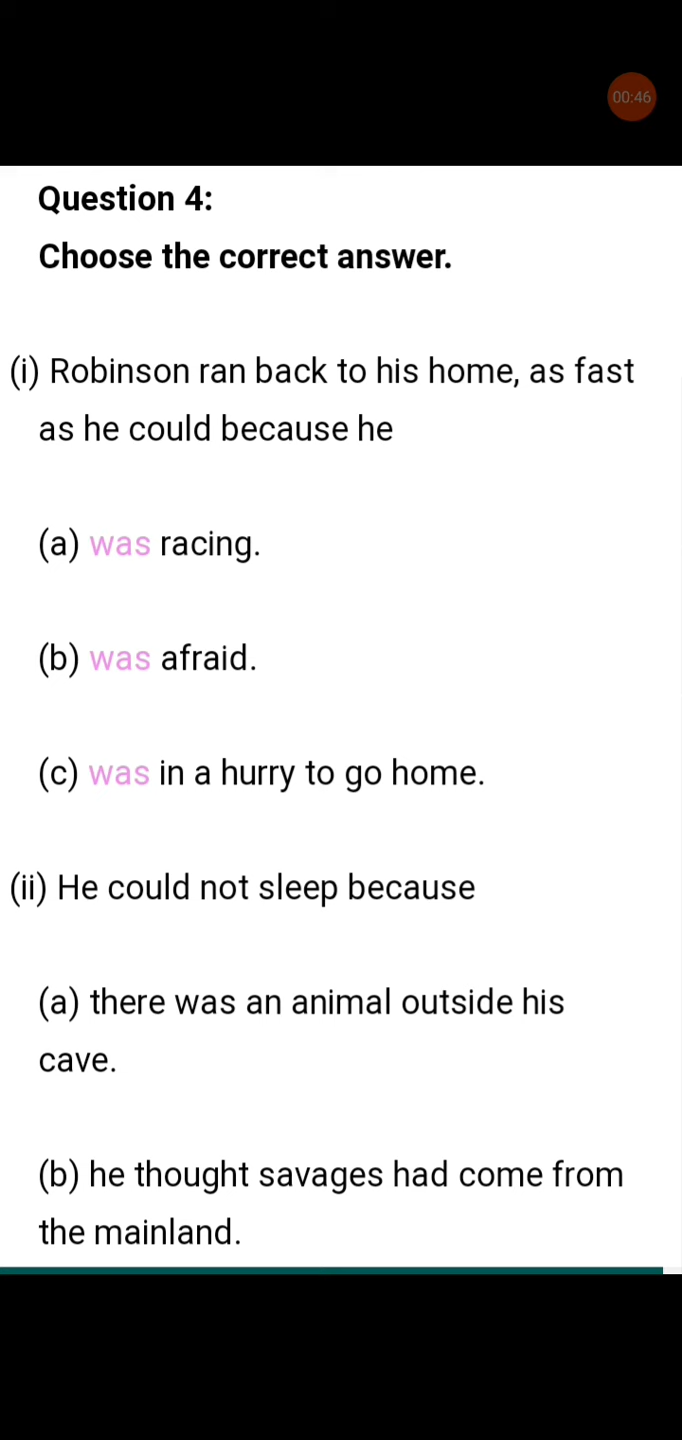 00:46
Question 4:
Choose the correct answer.
(i) Robinson ran back to his home, as fast
as he could because he
(a) was racing.
(b) was afraid.
(c) was in a hurry to go home.
(ii) He could not sleep because
(a) there was an animal outside his
cave.
(b) he thought savages had come from
the mainland.